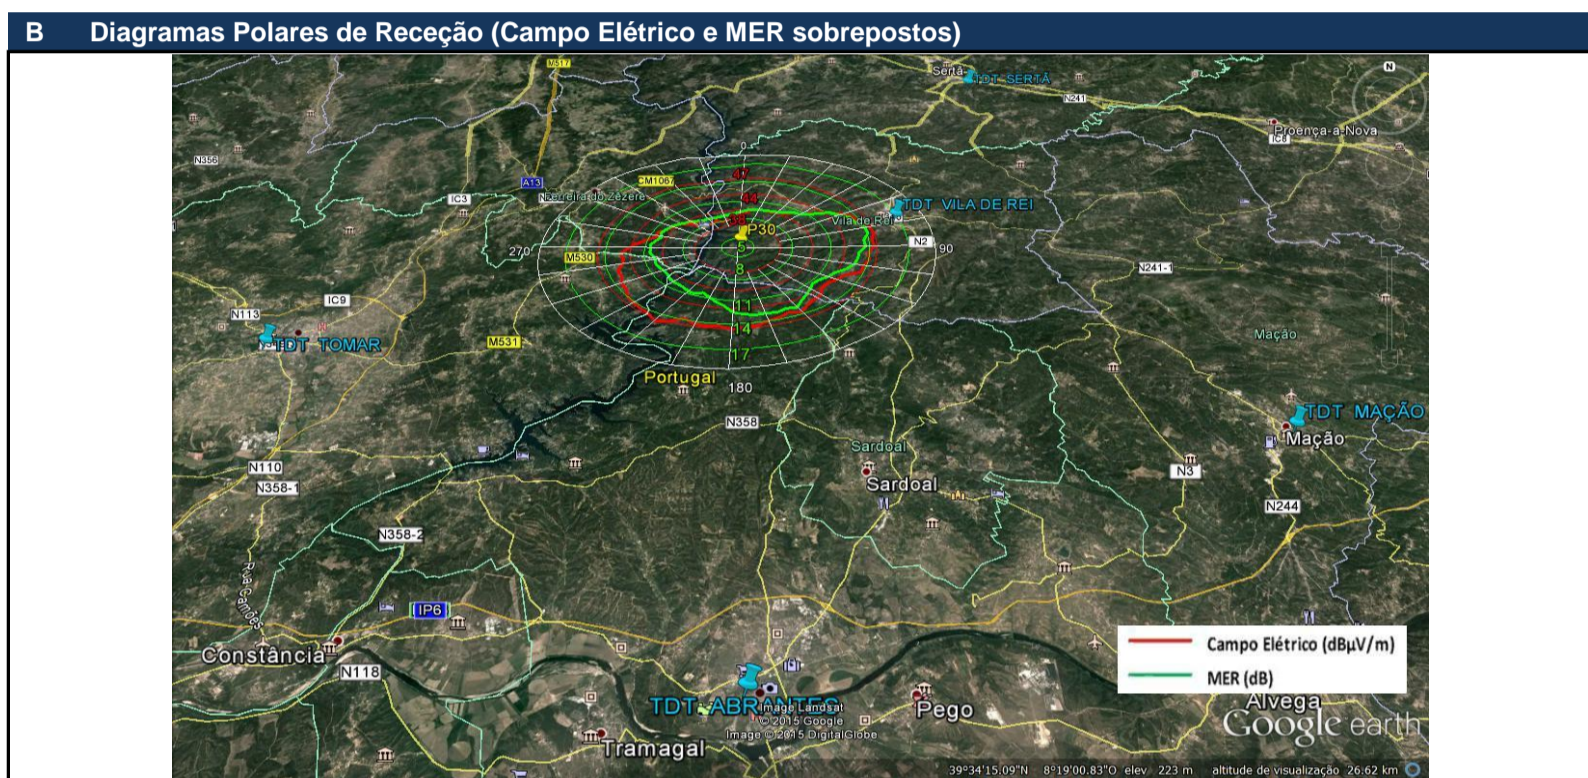 B Diagramas Polares de Receção (Campo Elétrico e MER sobrepostos)
M517
N
Sertã
TDT SERTÃ
N241
Proença-a-Nova
IC8
N356
0
47
A13
CM1067
IC3
Ferreira do Zêzere
44
TDT VILA DE REI
38
Vila de Rei
P30
270
5
N2
90
M530
8
N241-1
IC9
11
N113
14
Mação
TDT TOMAR
M531
17
Portugal
180
TDT MAÇÃO
N358
Mação
Sardoal
N110
Sardoal
N3
N358-1
N244
N358-2
Rua Camões
IP6
Campo Elétrico (dBµV/m)
Constância
N118
MER (dB)
TDT ABRANTES
Alvega
Pego
Image Landsat
© 2015 Google
Image © 2015 DigitalGlobe
Google earth
Tramagal
39°34'15.09"N 8°19'00.83"O elev 223 m altitude de visualização 26.62 km